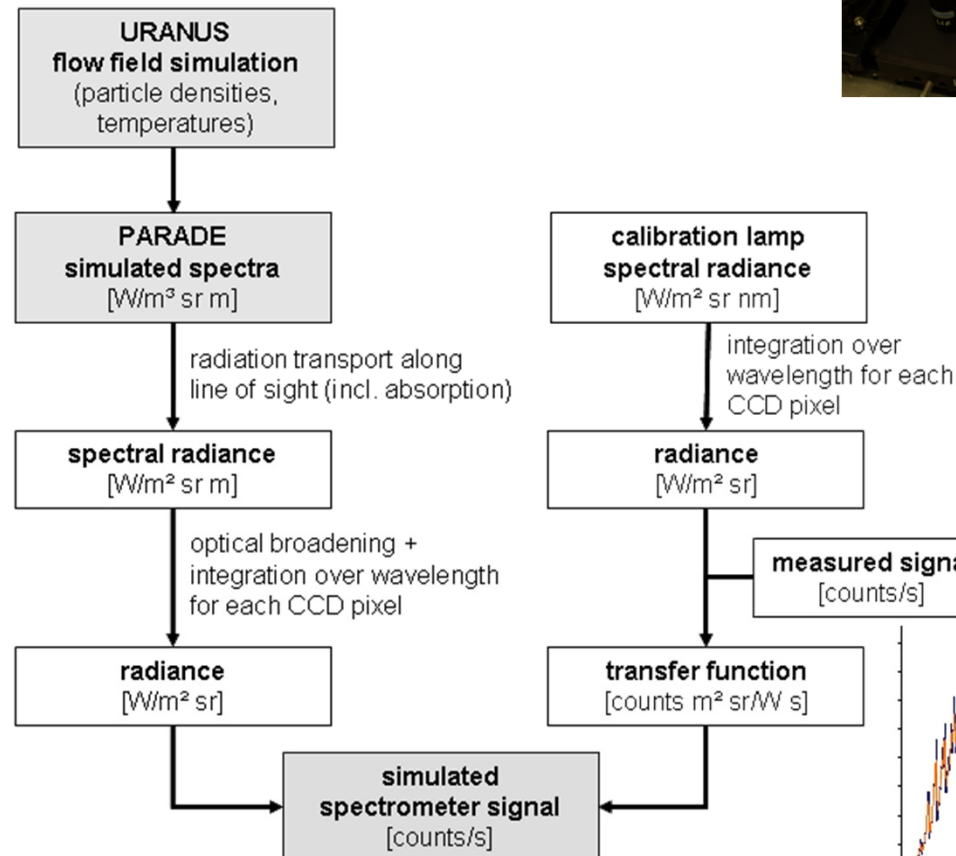 URANUS
flow field simulation
(particle densities,
temperatures)
PARADE
simulated spectra
[W/m³ sr m]
calibration lamp
spectral radiance
[W/m² sr nm]
radiation transport along
line of sight (incl. absorption)
integration over
wavelength for each
CCD pixel
spectral radiance
[W/m² sr m]
radiance
[W/m² sr]
optical broadening +
integration over wavelength
for each CCD pixel
measured signa
[counts/s]
radiance
[W/m² sr]
transfer function
[counts m² sr/W s]
simulated
spectrometer signal
[counts/s]